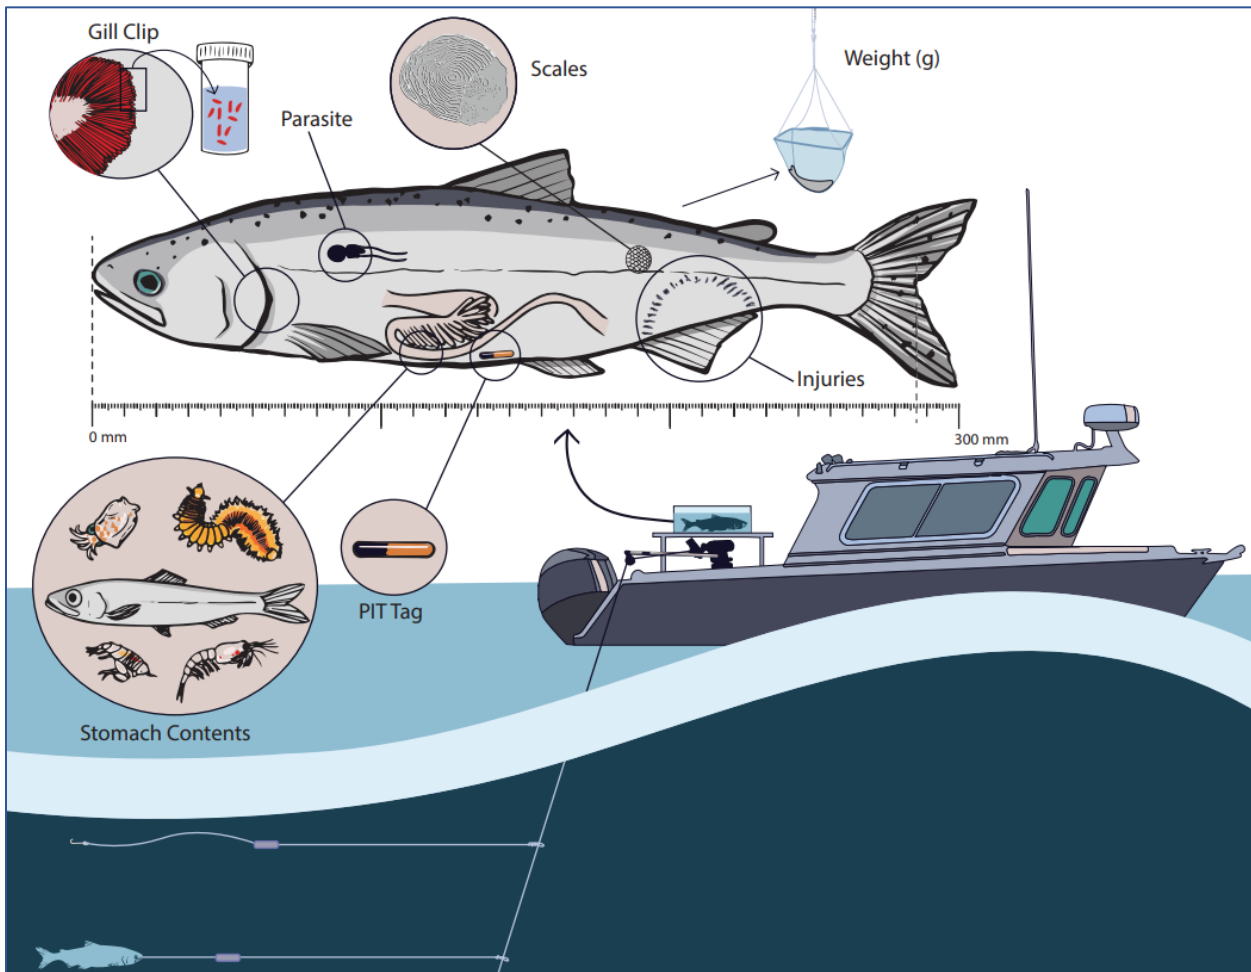 Gill Clip
Scales
Weight (g)
Parasite
Injuries
0 mm
300 mm
PIT Tag
Stomach Contents